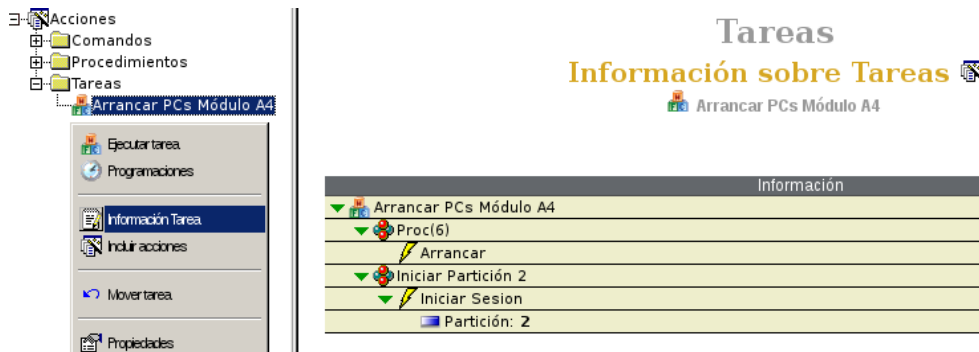 Acciones
Comandos
Procedimientos
Tareas
Arrancar PCs Módulo A4
Ejecutar tarea
Programaciones
Información Tarea
Incluir acciones
Mover tarea
Propiedades
Tareas
Información sobre Tareas
Arrancar PCs Módulo A4
Información
Arrancar PCs Módulo A4
Proc(6)
Arrancar
Iniciar Partición 2
Iniciar Sesion
Partición: 2